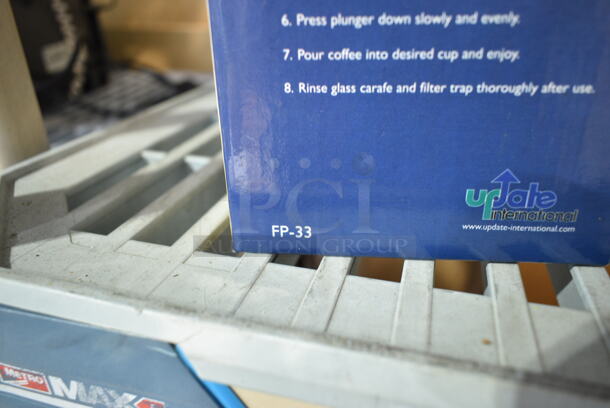 6. Press plunger down slowly and evenly.
7. Pour coffee into desired cup and enjoy.
8. Rinse glass carafe and filter trap thoroughly after use.
PCI
AUCTION GROUP
update
international
FP-33
www.update-international.com
METRO
MAX